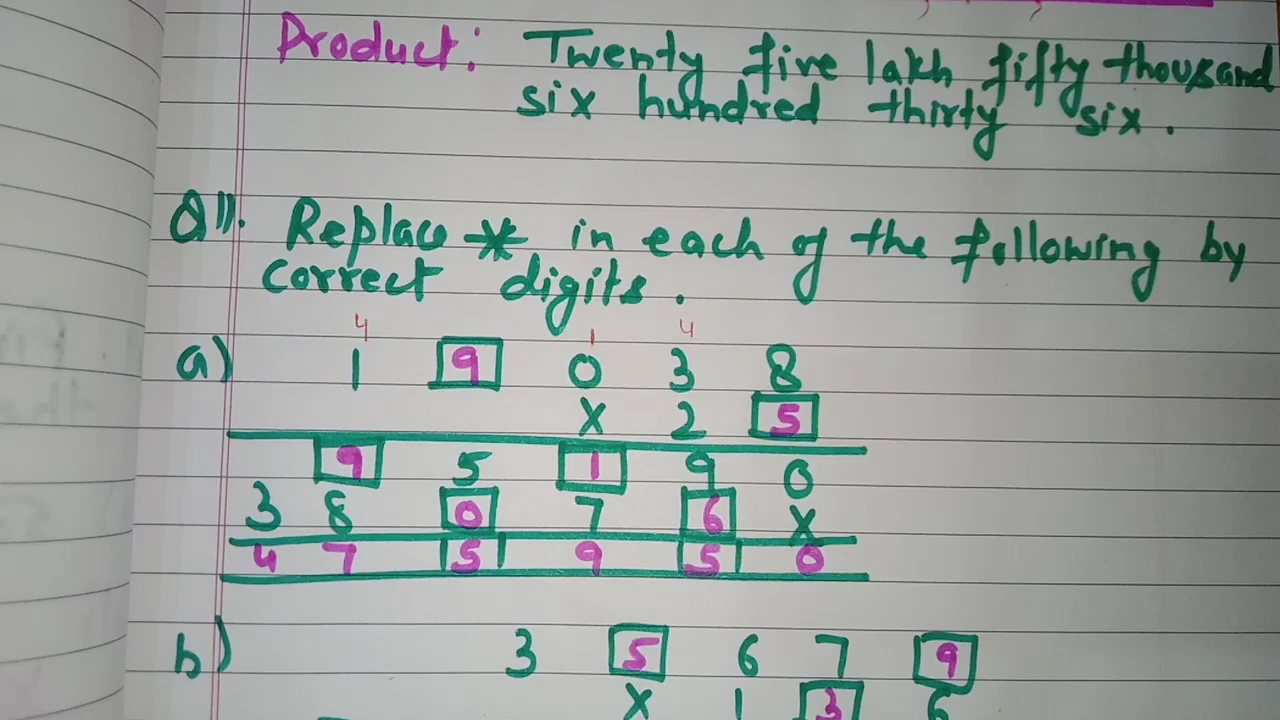 Product: Twenty five lakh fifty thousand
six hundred thirty six.
Q11. Replace * in each of the following by
correct digits.
4 1 4
a) 1 9 0 3 8
x 2 5
9 5 1 9 0
3 8 0 7 6 x
4 7 5 9 5 0
b) 3 5 6 7 9
x 1 3 6